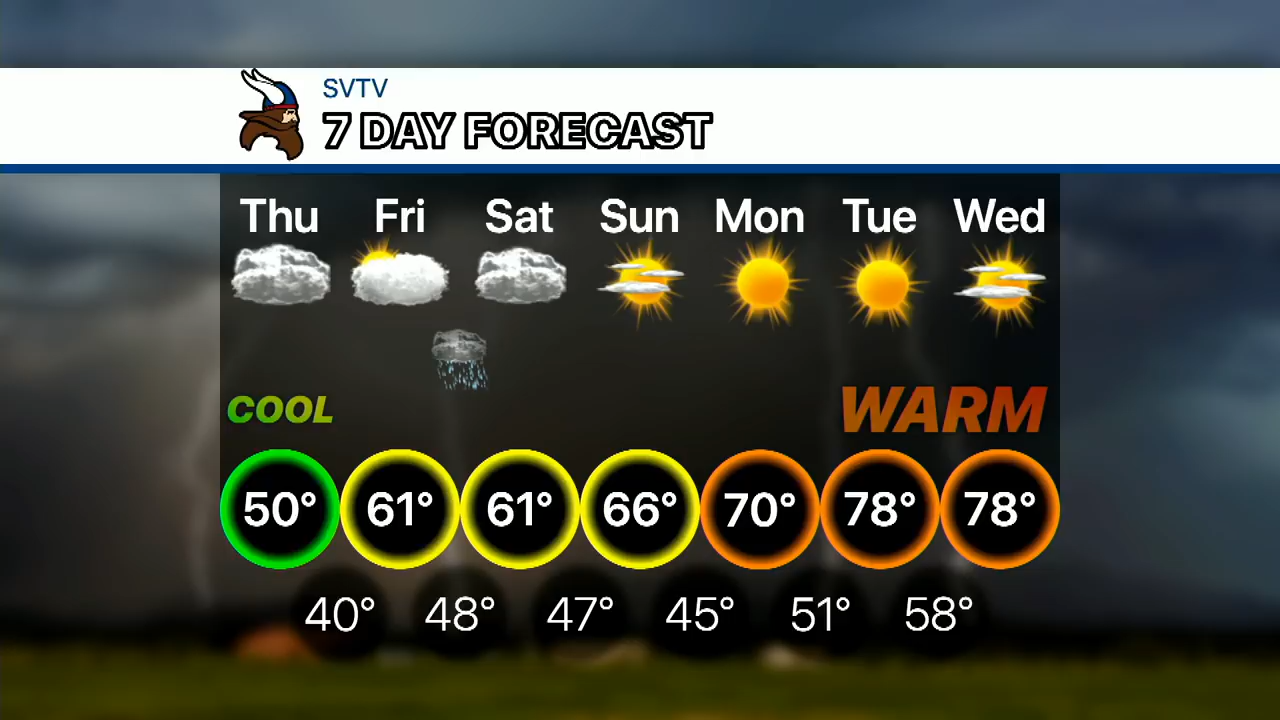 SVTV
7 DAY FORECAST
Thu Fri Sat Sun Mon Tue Wed
COOL WARM
50° 61° 61° 66° 70° 78° 78°
40° 48° 47° 45° 51° 58°